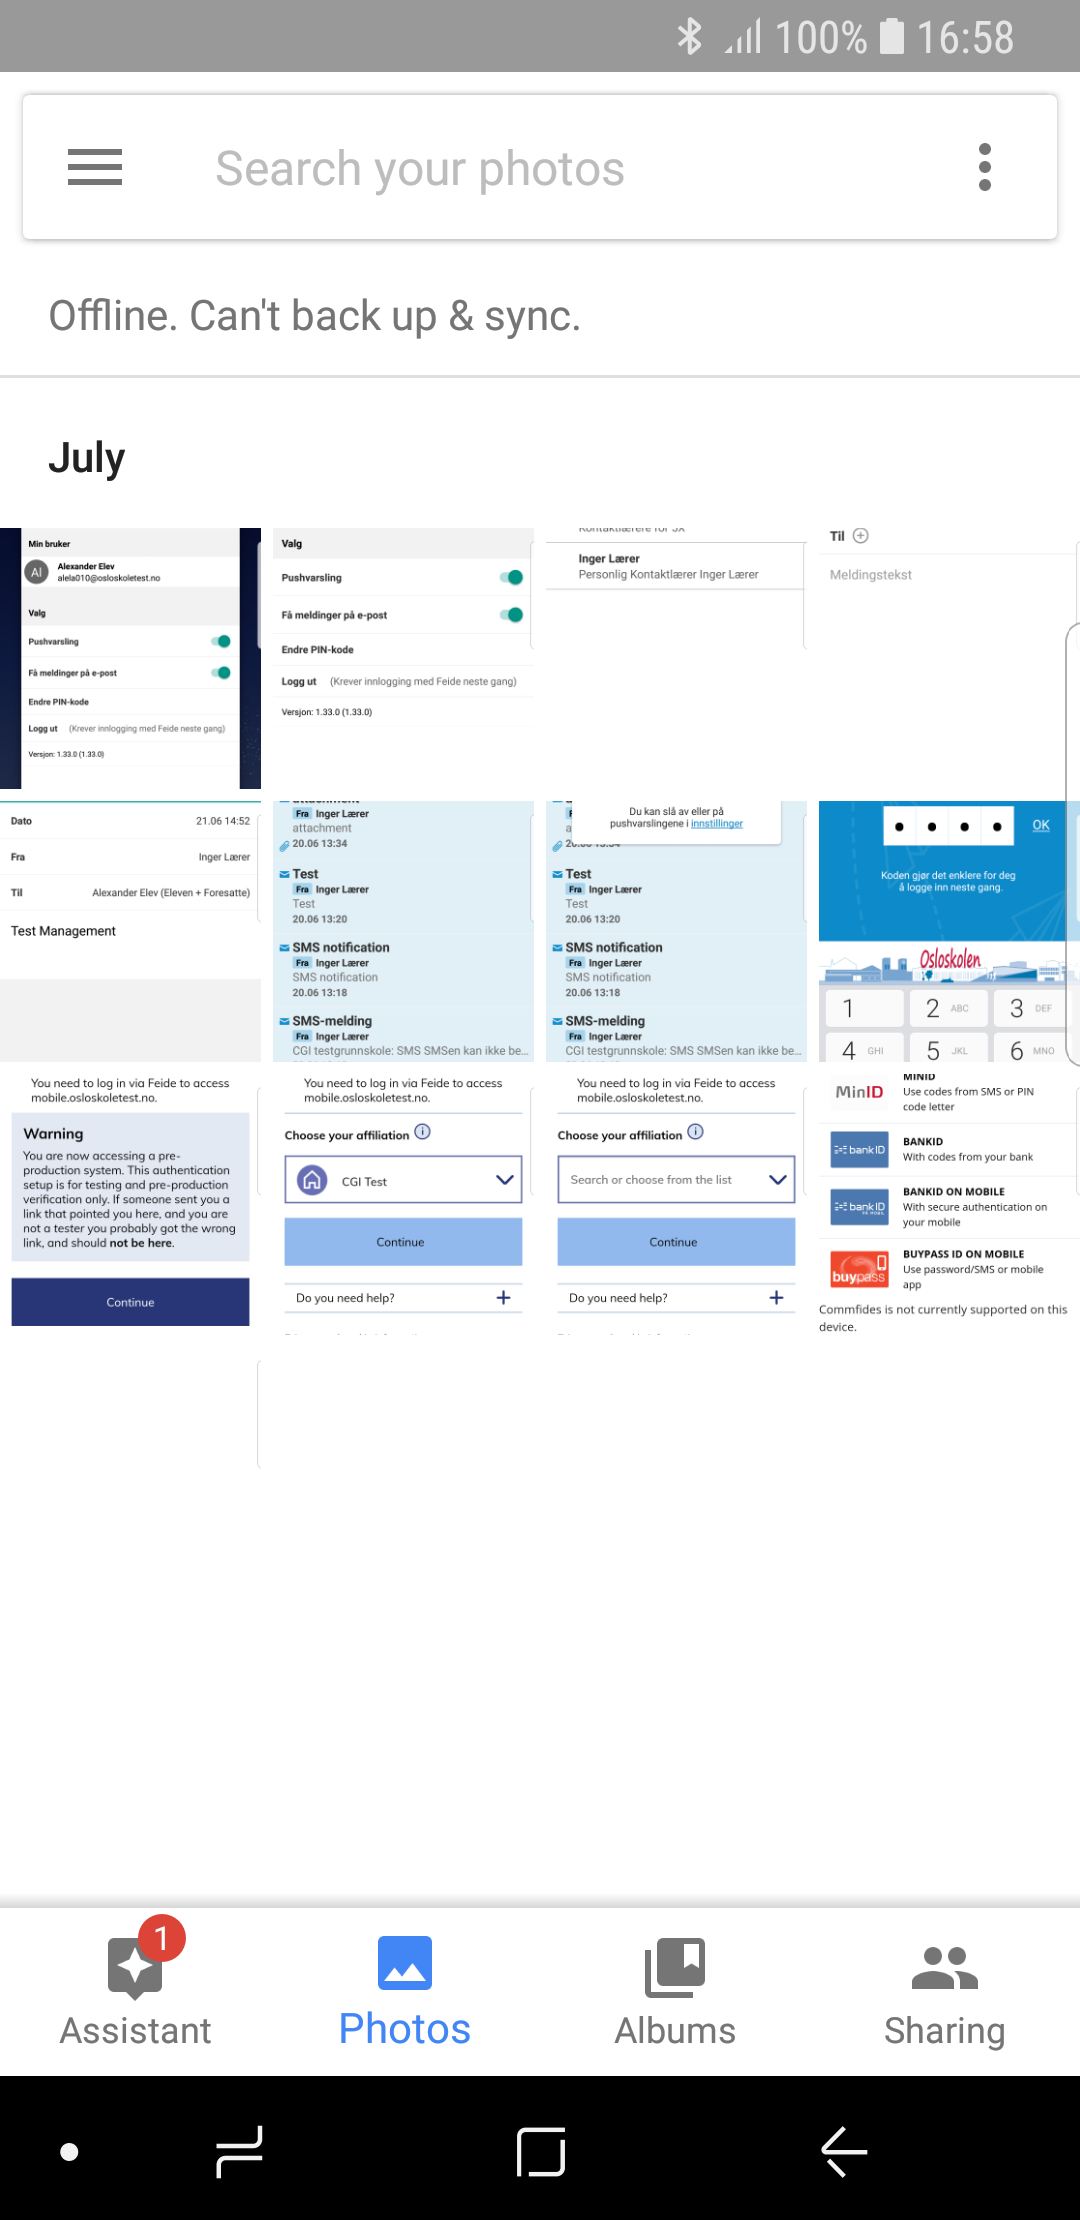 100% 16:58
Search your photos
Offline. Can't back up & sync.
July
Min bruker
Al
Alexander Elev
alela010@osloskoletest.no
Valg
Pushvarsling
Få meldinger på e-post
Endre PIN-kode
Logg ut (Krever innlogging med Feide neste gang)
Versjon: 1.33.0 (1.33.0)
Valg
Pushvarsling
Få meldinger på e-post
Endre PIN-kode
Logg ut (Krever innlogging med Feide neste gang)
Versjon: 1.33.0 (1.33.0)
Kontaktlærere for 5X
Inger Lærer
Personlig Kontaktlærer Inger Lærer
Til
Meldingstekst
Dato 21.06 14:52
Fra Inger Lærer
Til Alexander Elev (Eleven + Foresatte)
Test Management
attachment
Fra Inger Lærer
attachment
20.06 13:34
Test
Fra Inger Lærer
Test
20.06 13:20
SMS notification
Fra Inger Lærer
SMS notification
20.06 13:18
SMS-melding
Fra Inger Lærer
CGI testgrunnskole: SMS SMSen kan ikke be...
Du kan slå av eller på
pushvarslingene i innstillinger
20.06 13:34
Test
Fra Inger Lærer
Test
20.06 13:20
SMS notification
Fra Inger Lærer
SMS notification
20.06 13:18
SMS-melding
Fra Inger Lærer
CGI testgrunnskole: SMS SMSen kan ikke be...
OK
Koden gjør det enklere for deg
å logge inn neste gang.
Osloskolen
1 2 ABC 3 DEF
4 GHI 5 JKL 6 MNO
You need to log in via Feide to access
mobile.osloskoletest.no.
Warning
You are now accessing a pre-
production system. This authentication
setup is for testing and pre-production
verification only. If someone sent you a
link that pointed you here, and you are
not a tester you probably got the wrong
link, and should not be here.
Continue
You need to log in via Feide to access
mobile.osloskoletest.no.
Choose your affiliation
CGI Test
Continue
Do you need help?
You need to log in via Feide to access
mobile.osloskoletest.no.
Choose your affiliation
Search or choose from the list
Continue
Do you need help?
MinID
MINID
Use codes from SMS or PIN
code letter
bankID
BANKID
With codes from your bank
bankID
BANKID ON MOBILE
With secure authentication on
your mobile
buypass
BUYPASS ID ON MOBILE
Use password/SMS or mobile
app
Commfides is not currently supported on this
device.
1
Assistant
Photos
Albums
Sharing